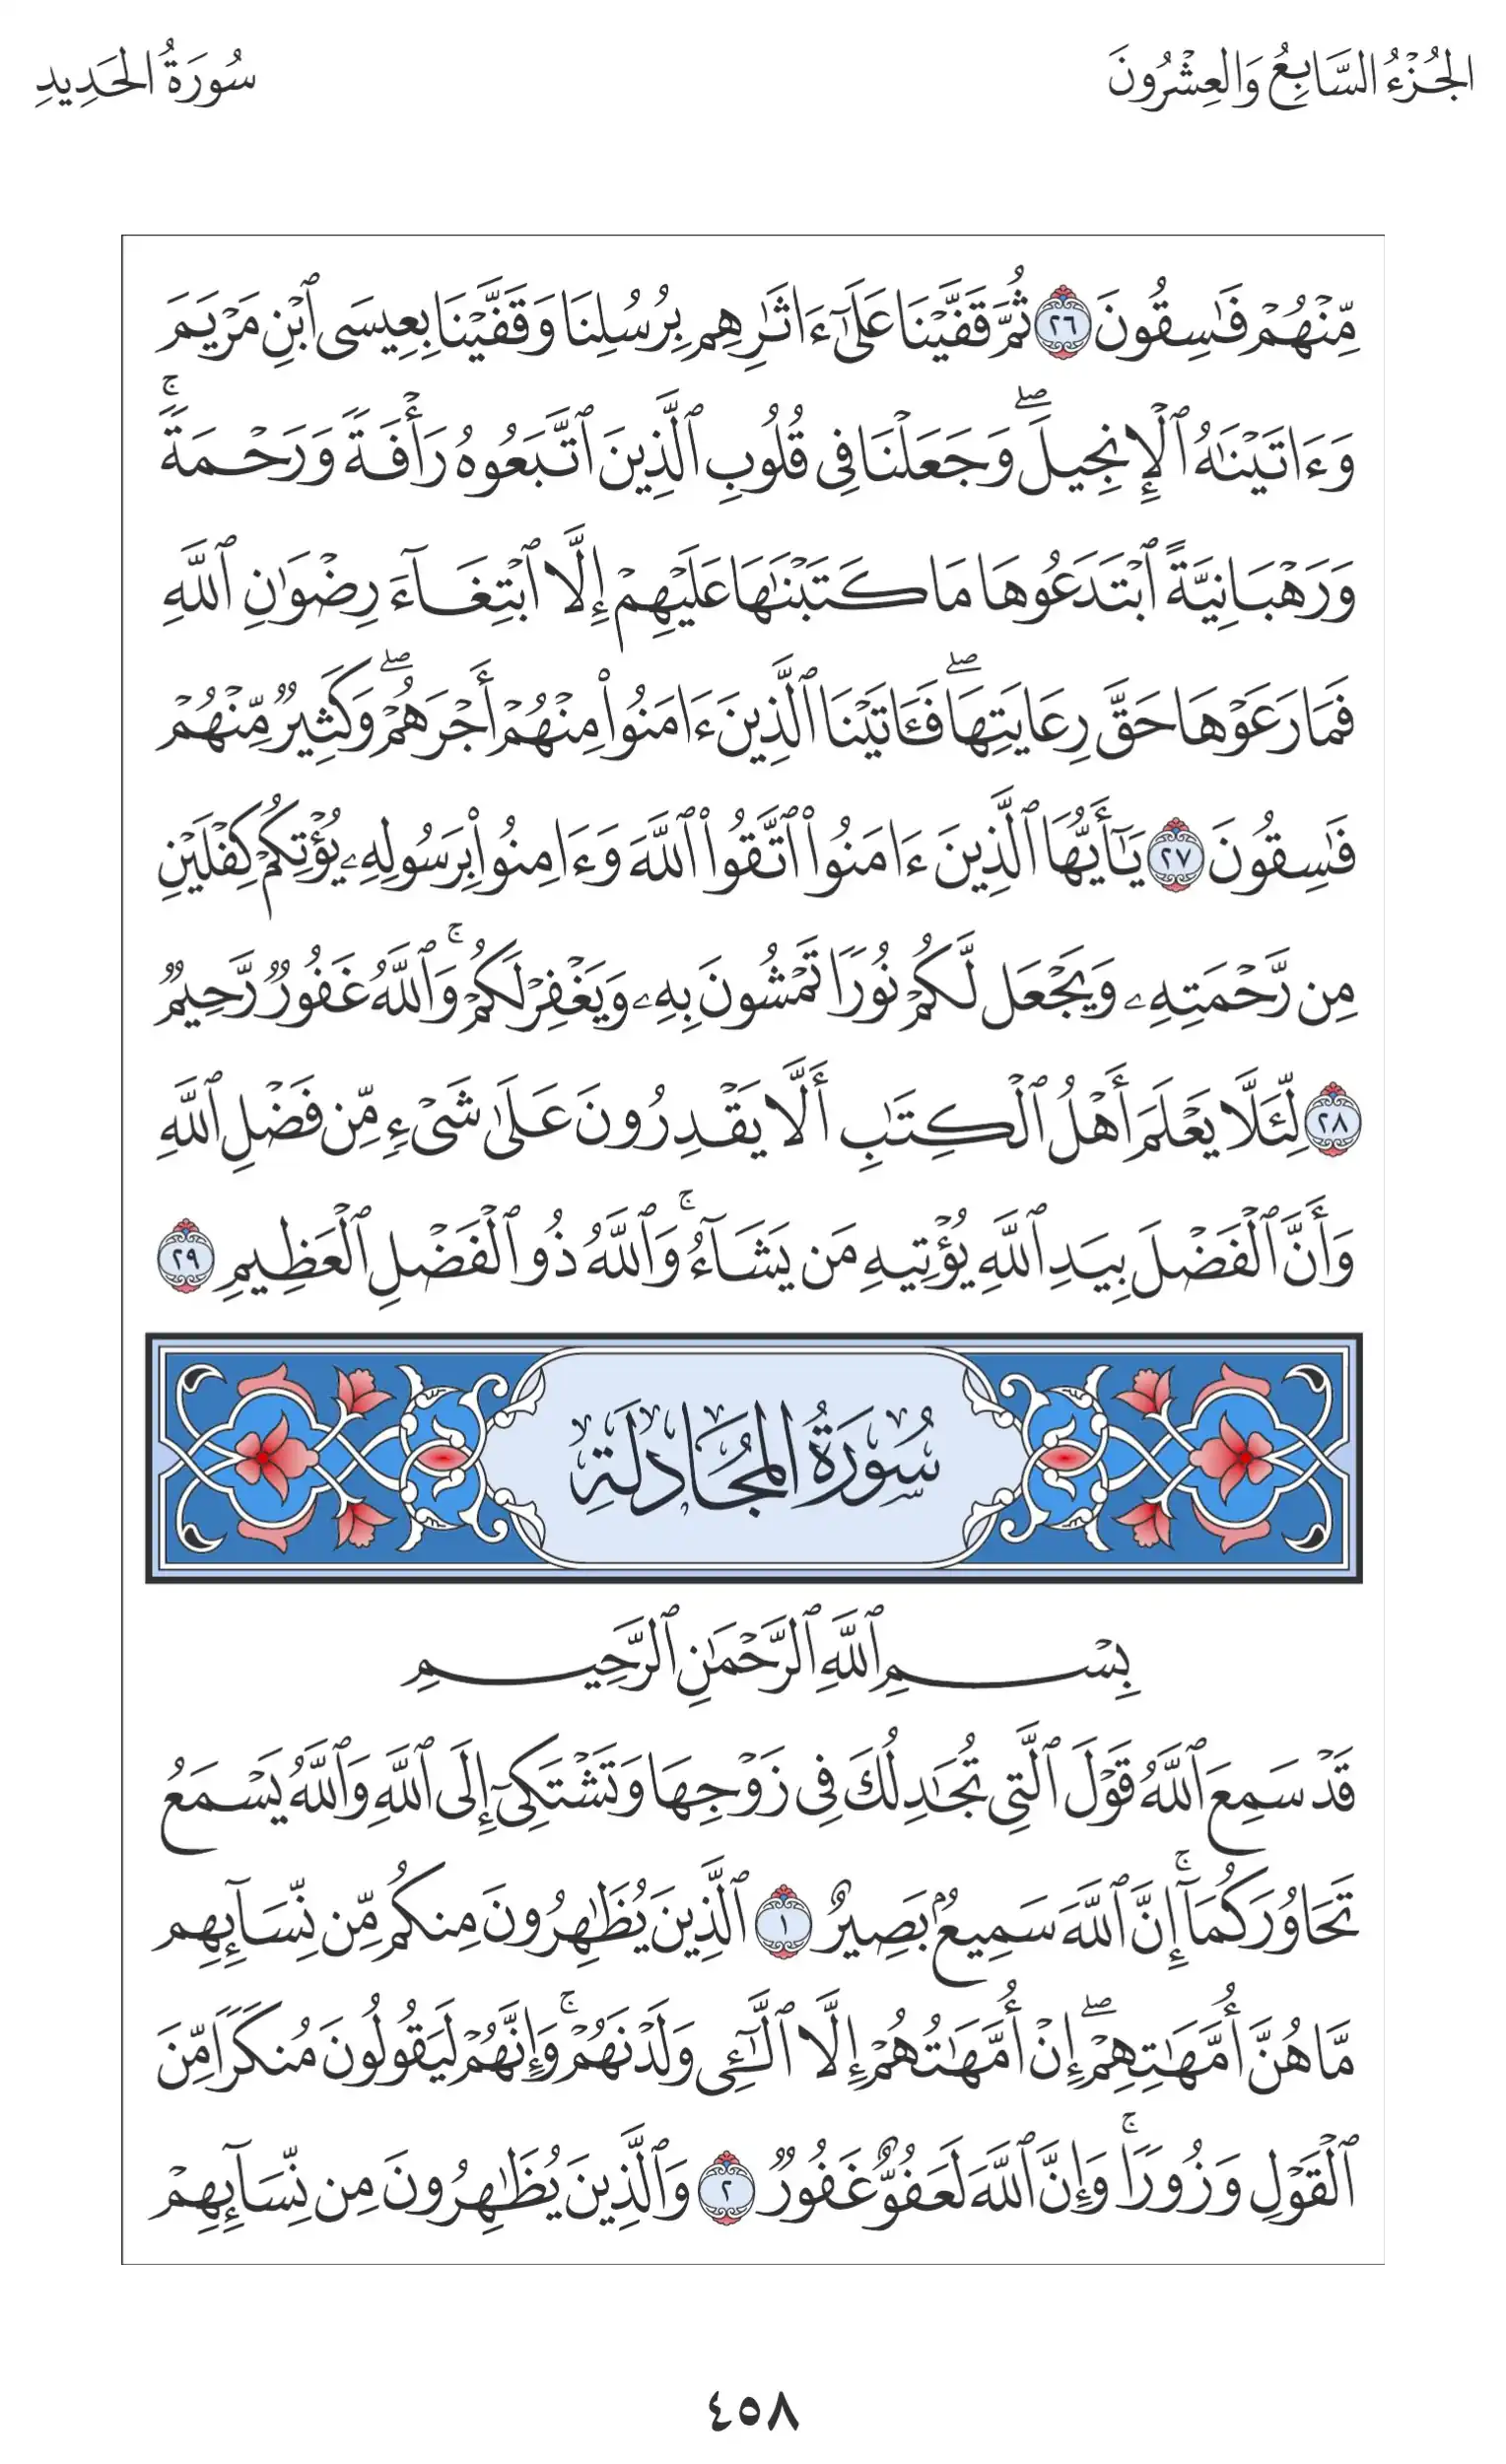 الجُزْءُ السَّابِعُ وَالعِشْرُونَ
سُورَةُ الحَدِيدِ
مِّنۡهُمۡ فَٰسِقُونَ ٢٦ ثُمَّ قَفَّيۡنَا عَلَىٰٓ ءَاثَٰرِهِم بِرُسُلِنَا وَقَفَّيۡنَا بِعِيسَى ٱبۡنِ مَرۡيَمَ
وَءَاتَيۡنَٰهُ ٱلۡإِنجِيلَۖ وَجَعَلۡنَا فِي قُلُوبِ ٱلَّذِينَ ٱتَّبَعُوهُ رَأۡفَةٗ وَرَحۡمَةٗۚ
وَرَهۡبَانِيَّةً ٱبۡتَدَعُوهَا مَا كَتَبۡنَٰهَا عَلَيۡهِمۡ إِلَّا ٱبۡتِغَآءَ رِضۡوَٰنِ ٱللَّهِ
فَمَا رَعَوۡهَا حَقَّ رِعَايَتِهَاۖ فَـَٔاتَيۡنَا ٱلَّذِينَ ءَامَنُواْ مِنۡهُمۡ أَجۡرَهُمۡۖ وَكَثِيرٞ مِّنۡهُمۡ
فَٰسِقُونَ ٢٧ يَٰٓأَيُّهَا ٱلَّذِينَ ءَامَنُواْ ٱتَّقُواْ ٱللَّهَ وَءَامِنُواْ بِرَسُولِهِۦ يُؤۡتِكُمۡ كِفۡلَيۡنِ
مِن رَّحۡمَتِهِۦ وَيَجۡعَل لَّكُمۡ نُورٗا تَمۡشُونَ بِهِۦ وَيَغۡفِرۡ لَكُمۡۚ وَٱللَّهُ غَفُورٞ رَّحِيمٞ
٢٨ لِّئَلَّا يَعۡلَمَ أَهۡلُ ٱلۡكِتَٰبِ أَلَّا يَقۡدِرُونَ عَلَىٰ شَيۡءٖ مِّن فَضۡلِ ٱللَّهِ
وَأَنَّ ٱلۡفَضۡلَ بِيَدِ ٱللَّهِ يُؤۡتِيهِ مَن يَشَآءُۚ وَٱللَّهُ ذُو ٱلۡفَضۡلِ ٱلۡعَظِيمِ ٢٩
سُورَةُ المُجَادلَةِ
بِسۡمِ ٱللَّهِ ٱلرَّحۡمَٰنِ ٱلرَّحِيمِ
قَدۡ سَمِعَ ٱللَّهُ قَوۡلَ ٱلَّتِي تُجَٰدِلُكَ فِي زَوۡجِهَا وَتَشۡتَكِيٓ إِلَى ٱللَّهِ وَٱللَّهُ يَسۡمَعُ
تَحَاوُرَكُمَآۚ إِنَّ ٱللَّهَ سَمِيعُۢ بَصِيرٌ ١ ٱلَّذِينَ يُظَٰهِرُونَ مِنكُم مِّن نِّسَآئِهِم
مَّا هُنَّ أُمَّهَٰتِهِمۡۖ إِنۡ أُمَّهَٰتُهُمۡ إِلَّا ٱلَّٰٓـِٔي وَلَدۡنَهُمۡۚ وَإِنَّهُمۡ لَيَقُولُونَ مُنكَرٗا مِّنَ
ٱلۡقَوۡلِ وَزُورٗاۚ وَإِنَّ ٱللَّهَ لَعَفُوٌّ غَفُورٞ ٢ وَٱلَّذِينَ يُظَٰهِرُونَ مِن نِّسَآئِهِمۡ
٤٥٨